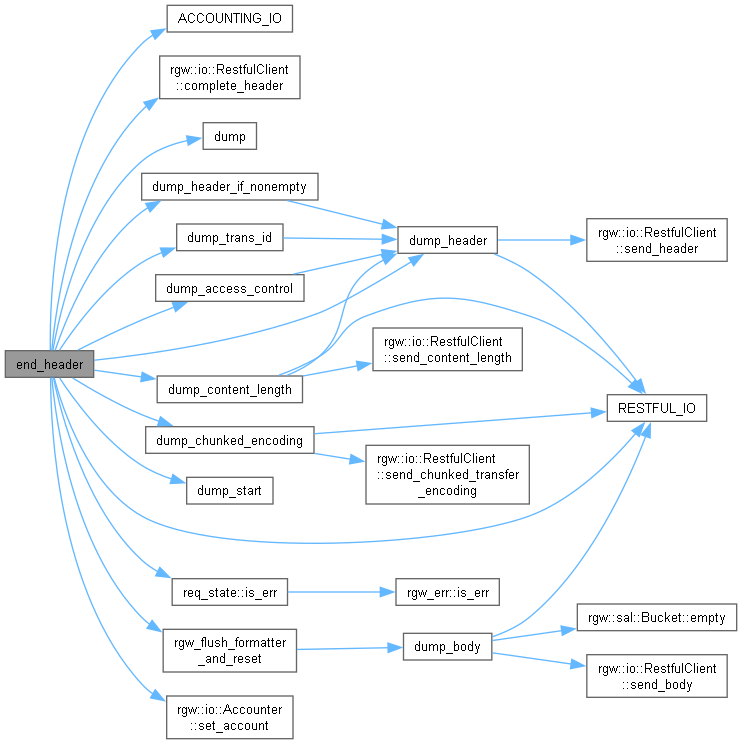 ACCOUNTING_IO
rgw::io::RestfulClient
::complete_header
dump
dump_header_if_nonempty
dump_trans_id
dump_header
rgw::io::RestfulClient
::send_header
dump_access_control
rgw::io::RestfulClient
::send_content_length
end_header
dump_content_length
RESTFUL_IO
dump_chunked_encoding
rgw::io::RestfulClient
::send_chunked_transfer
_encoding
dump_start
req_state::is_err
rgw_err::is_err
rgw::sal::Bucket::empty
rgw_flush_formatter
_and_reset
dump_body
rgw::io::RestfulClient
::send_body
rgw::io::Accounter
::set_account